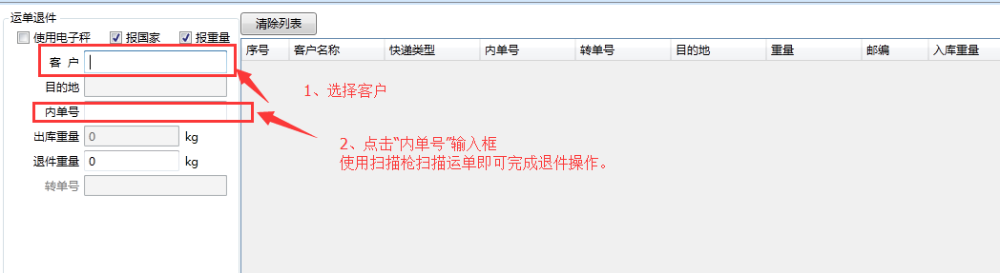 运单退件
清除列表
使用电子秤 报国家 报重量
序号 客户名称 快递类型 内单号 转单号 目的地 重量 邮编 入库重量
客 户
目的地
1、选择客户
内单号
出库重量 0 kg
2、点击“内单号”输入框
退件重量 0 kg
使用扫描枪扫描运单即可完成退件操作。
转单号